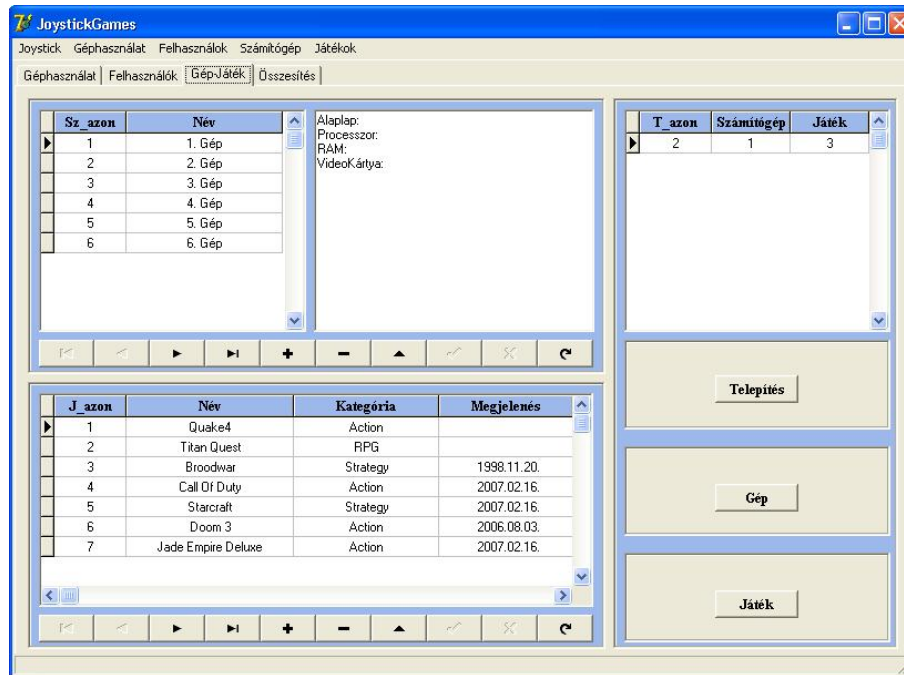 JoystickGames
Joystick Géphasználat Felhasználok Számítógép Játékok
Géphasználat Felhasználók Gép-Játék Összesítés
Sz_azon Név
1 1. Gép
2 2. Gép
3 3. Gép
4 4. Gép
5 5. Gép
6 6. Gép
Alaplap:
Processzor:
RAM:
VideoKártya:
T_azon Számítógép Játék
2 1 3
Telepítés
Gép
Játék
J_azon Név Kategória Megjelenés
1 Quake4 Action
2 Titan Quest RPG
3 Broodwar Strategy 1998.11.20.
4 Call Of Duty Action 2007.02.16.
5 Starcraft Strategy 2007.02.16.
6 Doom 3 Action 2006.08.03.
7 Jade Empire Deluxe Action 2007.02.16.